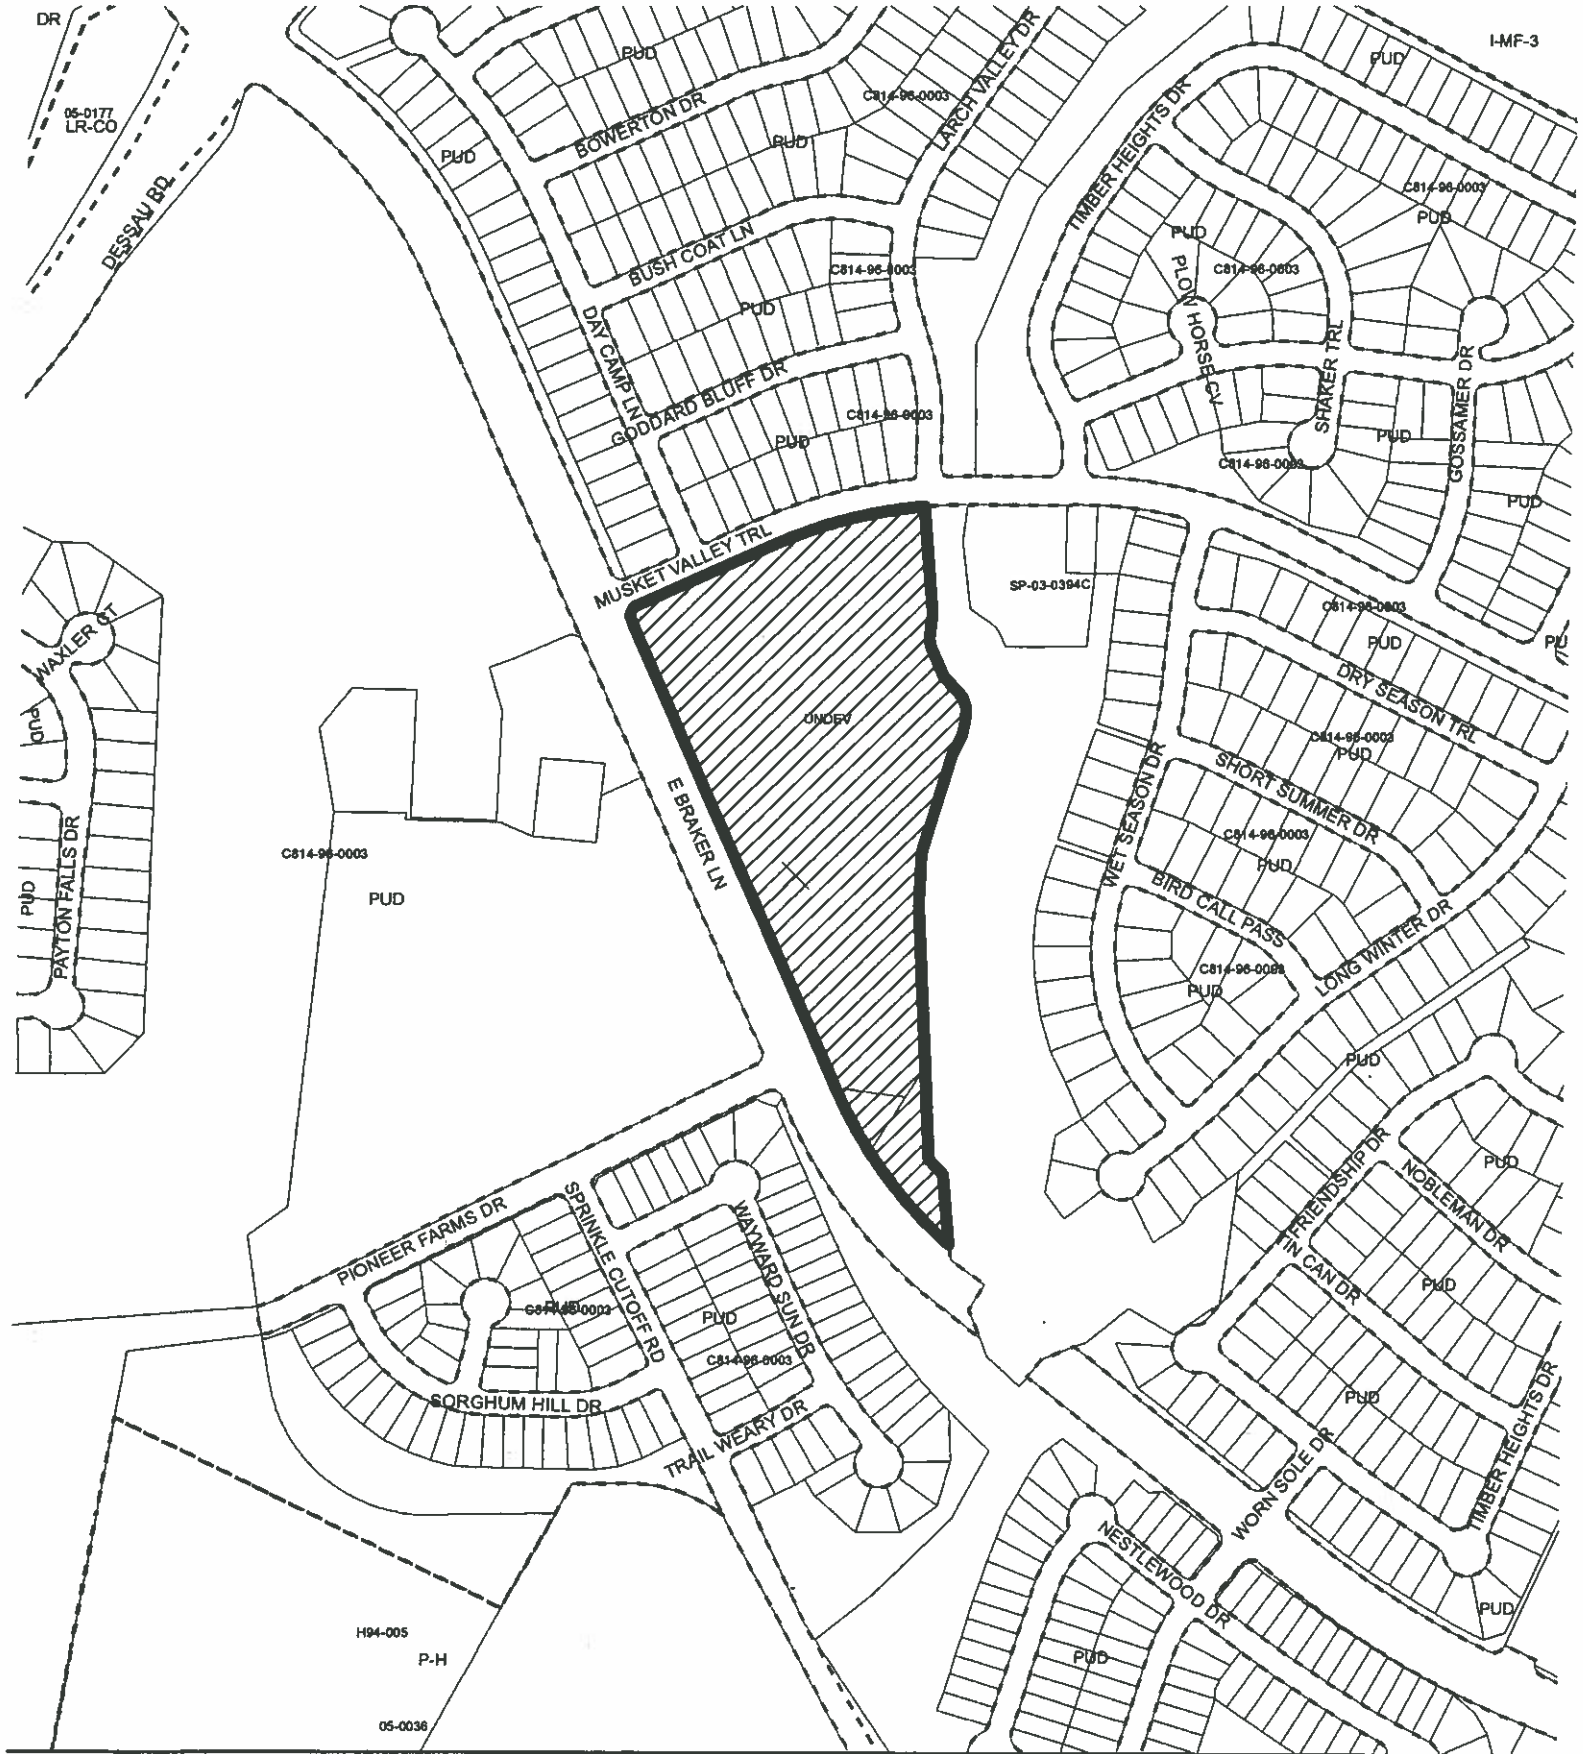 DR
I-MF-3
PUD
PUD
05-0177
LR-CO
C814-96-0003
LARCH VALLEY DR
BOWERTON DR
TIMBER HEIGHTS DR
PUD
PUD
C814-96-0003
PUD
DESSAU RD
PUD
BUSH COAT LN
C814-96-0003
C814-96-0003
PLOW HORSE CV
PUD
DAY CAMP LN
GODDARD BLUFF DR
SHAKER TRL
GOSSAMER DR
C814-96-0003
PUD
PUD
C814-96-0003
PUD
MUSKET VALLEY TRL
SP-03-0394C
C814-96-0003
PUD
WAXLER CT
DRY SEASON TRL
PUD
UNDEV
C814-96-0003
PUD
SHORT SUMMER DR
WET SEASON DR
E BRAKER LN
C814-96-0003
PUD
C814-96-0003
PUD
PAYTON FALLS DR
PUD
BIRD CALL PASS
LONG WINTER DR
PUD
PUD
FRIENDSHIP DR
PUD
NOBLEMAN DR
PIONEER FARMS DR
SPRINKLE CUTOFF RD
WAYWARD SUN DR
TIN CAN DR
PUD
PUD
PUD
C814-96-0003
PUD
TIMBER HEIGHTS DR
SORGHUM HILL DR
TRAIL WEARY DR
WORN SOLE DR
NESTLEWOOD DR
PUD
H94-005
P-H
PUD
05-0036